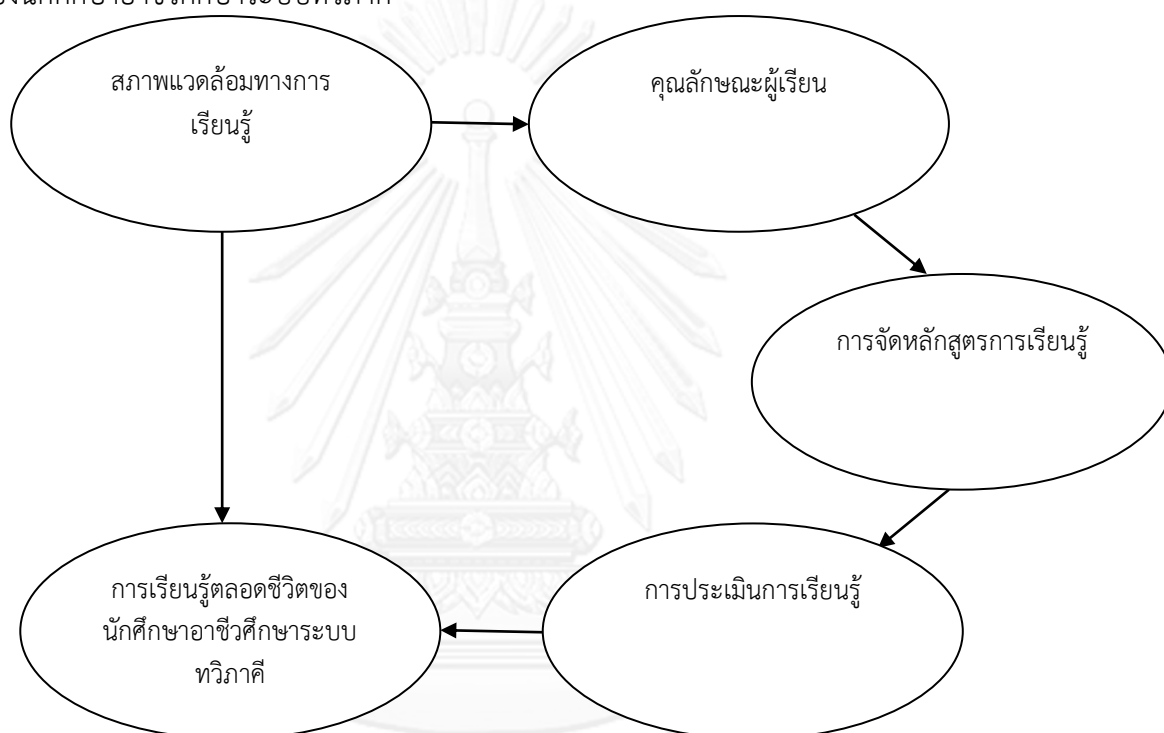 สภาพแวดล้อมทางการ
เรียนรู้
คุณลักษณะผู้เรียน
การจัดหลักสูตรการเรียนรู้
การเรียนรู้ตลอดชีวิตของ
นักศึกษาอาชีวศึกษาระบบ
ทวิภาคี
การประเมินการเรียนรู้